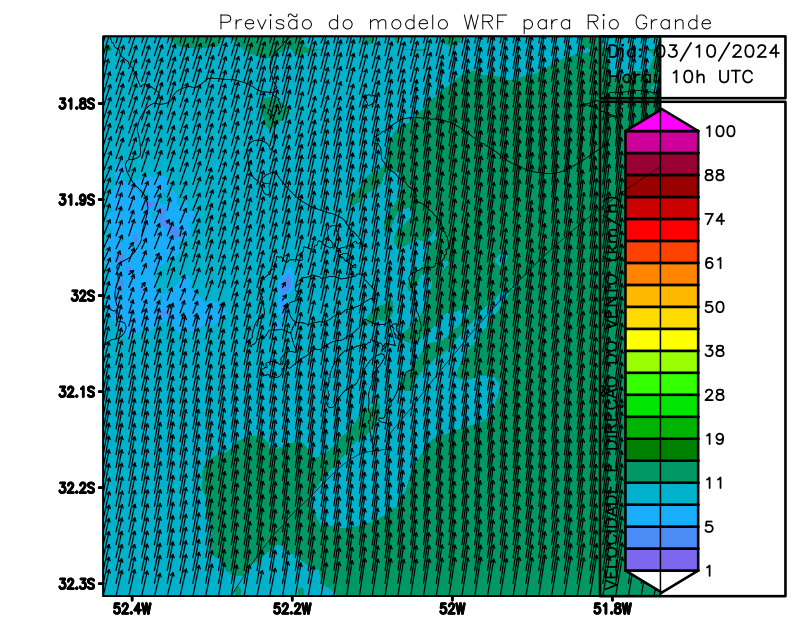 Previsão do modelo WRF para Rio Grande
Dia: 03/10/2024
Hora: 10h UTC
31.8S
31.9S
32S
32.1S
32.2S
32.3S
52.4W
52.2W
52W
51.8W
VELOCIDADE E DIREÇÃO DO VENTO (km/h)
100
88
74
61
50
38
28
19
11
5
1